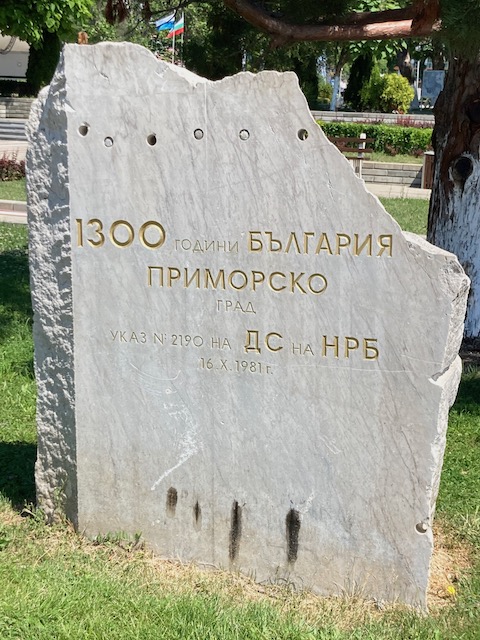 1300 ГОДИНИ БЪЛГАРИЯ
ПРИМОРСКО
ГРАД
УКАЗ № 2190 НА ДС НА НРБ
16.X.1981 г.